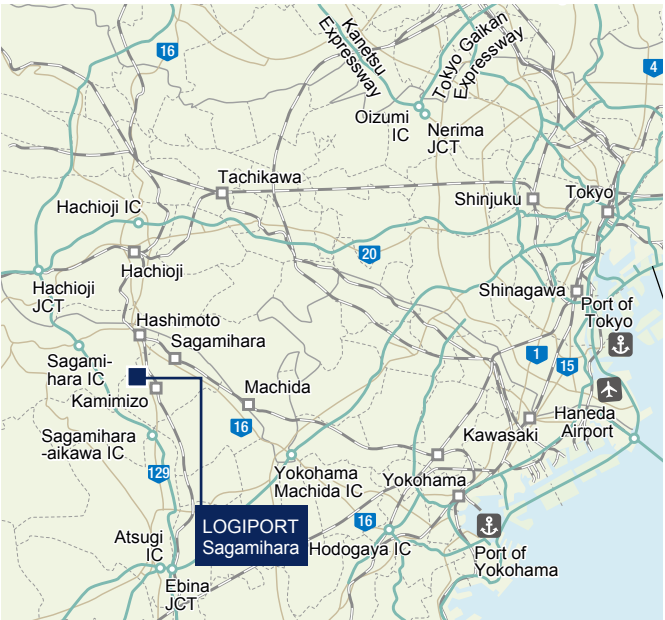 Kanetsu
Expressway
Tokyo Gaikan
Expressway
16
4
Oizumi
IC
Nerima
JCT
Tachikawa
Shinjuku
Tokyo
Hachioji IC
20
Hachioji
Hachioji
JCT
Shinagawa
Port of
Tokyo
Hashimoto
Sagamihara
1
15
Sagami-
hara IC
Kamimizo
Machida
16
Haneda
Airport
Kawasaki
Sagamihara
-aikawa IC
129
Yokohama
Machida IC
Yokohama
LOGIPORT
Sagamihara
16
Hodogaya IC
Port of
Yokohama
Atsugi
IC
Ebina
JCT